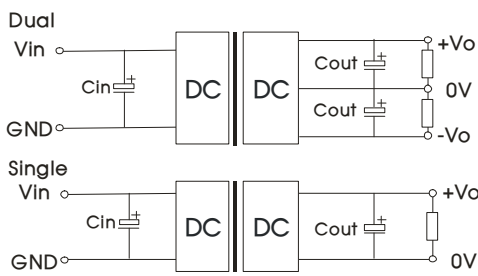 Dual
Vin
+Vo
Cin
+
DC
DC
Cout
+
0V
Cout
+
GND
-Vo
Single
Vin
+Vo
Cin
+
DC
DC
Cout
+
GND
0V